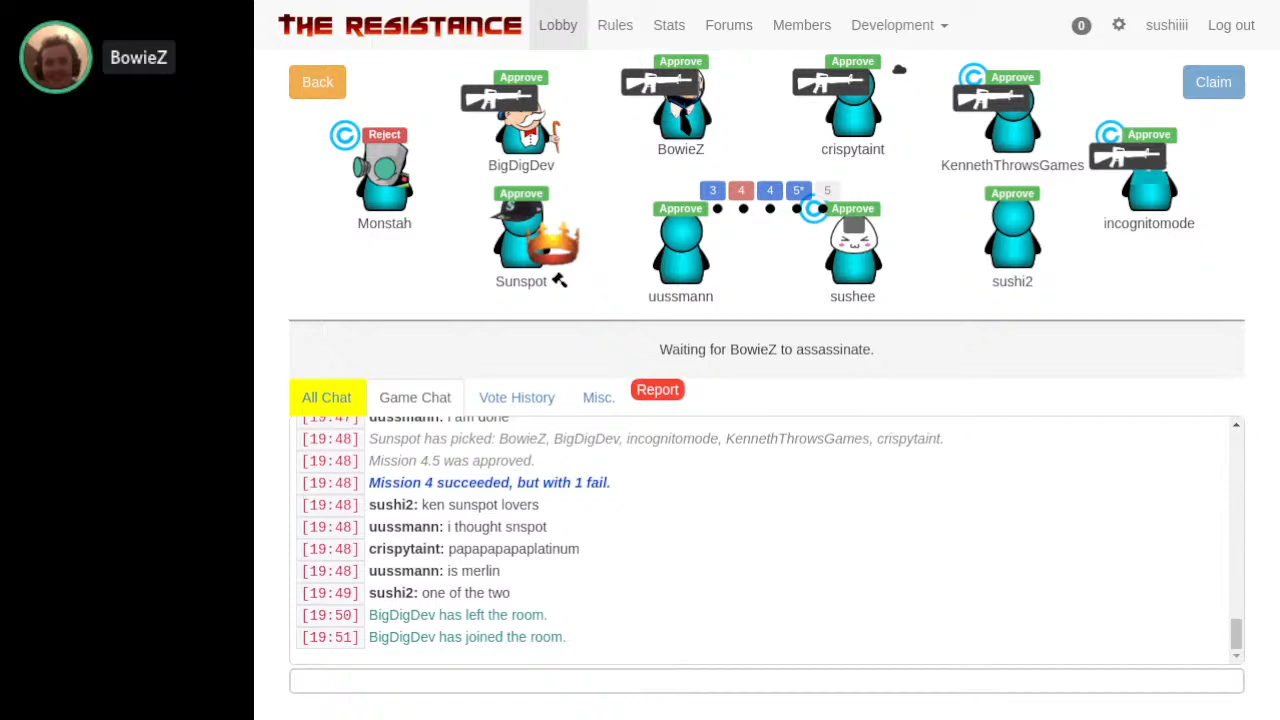 BowieZ
THE RESISTANCE
Lobby
Rules
Stats
Forums
Members
Development
0
sushiiii
Log out
Back
Claim
Approve
BigDigDev
Approve
BowieZ
Approve
crispytaint
Approve
KennethThrowsGames
Reject
Monstah
Approve
incognitomode
3 4 4 5* 5
Approve
Sunspot
Approve
uussmann
Approve
sushee
Approve
sushi2
Waiting for BowieZ to assassinate.
All Chat
Game Chat
Vote History
Misc.
Report
[19:47] uussmann: i am done
[19:48] Sunspot has picked: BowieZ, BigDigDev, incognitomode, KennethThrowsGames, crispytaint.
[19:48] Mission 4.5 was approved.
[19:48] Mission 4 succeeded, but with 1 fail.
[19:48] sushi2: ken sunspot lovers
[19:48] uussmann: i thought snspot
[19:48] crispytaint: papapapapaplatinum
[19:48] uussmann: is merlin
[19:49] sushi2: one of the two
[19:50] BigDigDev has left the room.
[19:51] BigDigDev has joined the room.